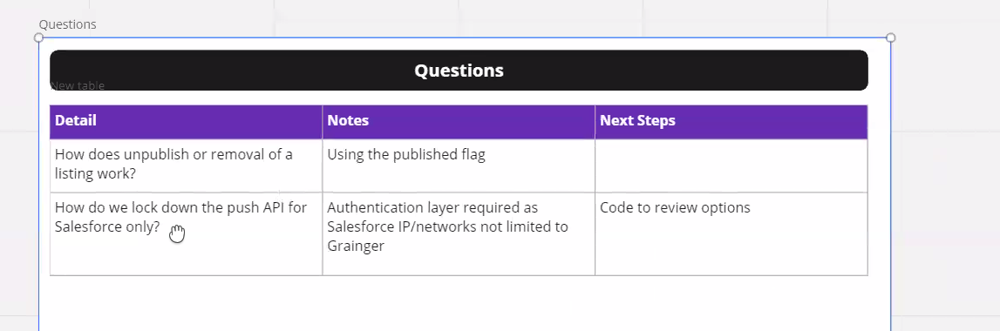 Questions
Questions
New table
Detail
Notes
Next Steps
How does unpublish or removal of a
listing work?
Using the published flag
How do we lock down the push API for
Salesforce only?
Authentication layer required as
Salesforce IP/networks not limited to
Grainger
Code to review options